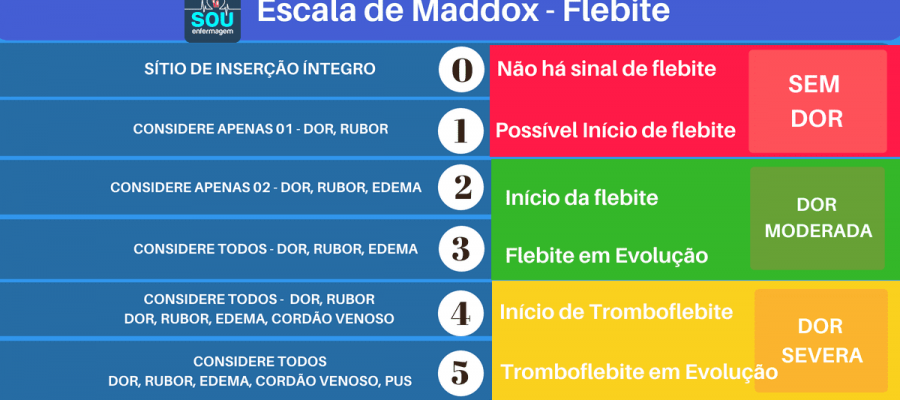 SOU
enfermagem
Escala de Maddox - Flebite
SÍTIO DE INSERÇÃO ÍNTEGRO
0
Não há sinal de flebite
CONSIDERE APENAS 01 - DOR, RUBOR
1
Possível Início de flebite
SEM
DOR
CONSIDERE APENAS 02 - DOR, RUBOR, EDEMA
2
Início da flebite
CONSIDERE TODOS - DOR, RUBOR, EDEMA
3
Flebite em Evolução
DOR
MODERADA
CONSIDERE TODOS - DOR, RUBOR
DOR, RUBOR, EDEMA, CORDÃO VENOSO
4
Início de Tromboflebite
CONSIDERE TODOS
DOR, RUBOR, EDEMA, CORDÃO VENOSO, PUS
5
Tromboflebite em Evolução
DOR
SEVERA